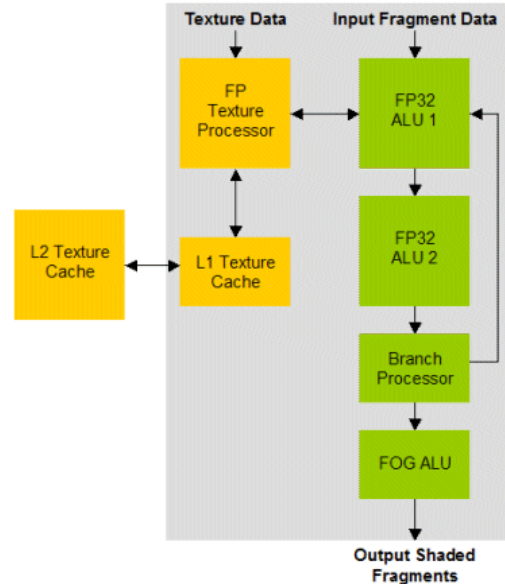 Texture Data
Input Fragment Data
FP
Texture
Processor
FP32
ALU 1
L2 Texture
Cache
L1 Texture
Cache
FP32
ALU 2
Branch
Processor
FOG ALU
Output Shaded
Fragments